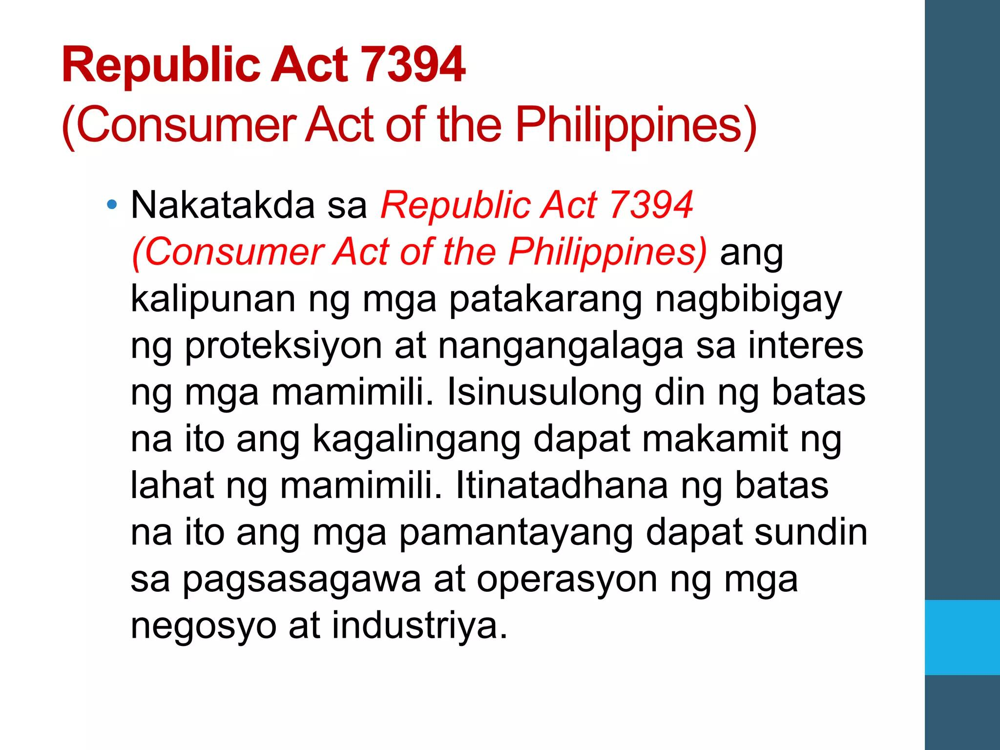 Republic Act 7394
(Consumer Act of the Philippines)
• Nakatakda sa Republic Act 7394
(Consumer Act of the Philippines) ang
kalipunan ng mga patakarang nagbibigay
ng proteksiyon at nangangalaga sa interes
ng mga mamimili. Isinusulong din ng batas
na ito ang kagalingang dapat makamit ng
lahat ng mamimili. Itinatadhana ng batas
na ito ang mga pamantayang dapat sundin
sa pagsasagawa at operasyon ng mga
negosyo at industriya.